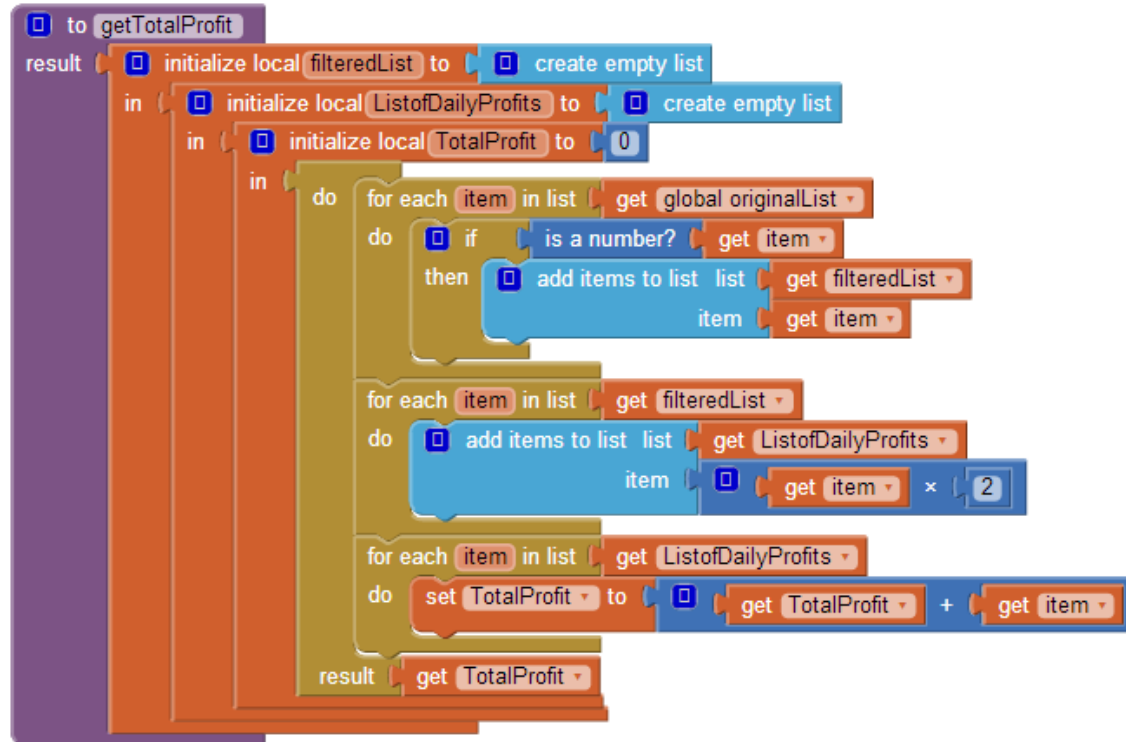 to getTotalProfit
result initialize local filteredList to create empty list
in initialize local ListofDailyProfits to create empty list
in initialize local TotalProfit to 0
in do for each item in list get global originalList
do if is a number? get item
then add items to list list get filteredList
item get item
for each item in list get filteredList
do add items to list list get ListofDailyProfits
item get item × 2
for each item in list get ListofDailyProfits
do set TotalProfit to get TotalProfit + get item
result get TotalProfit